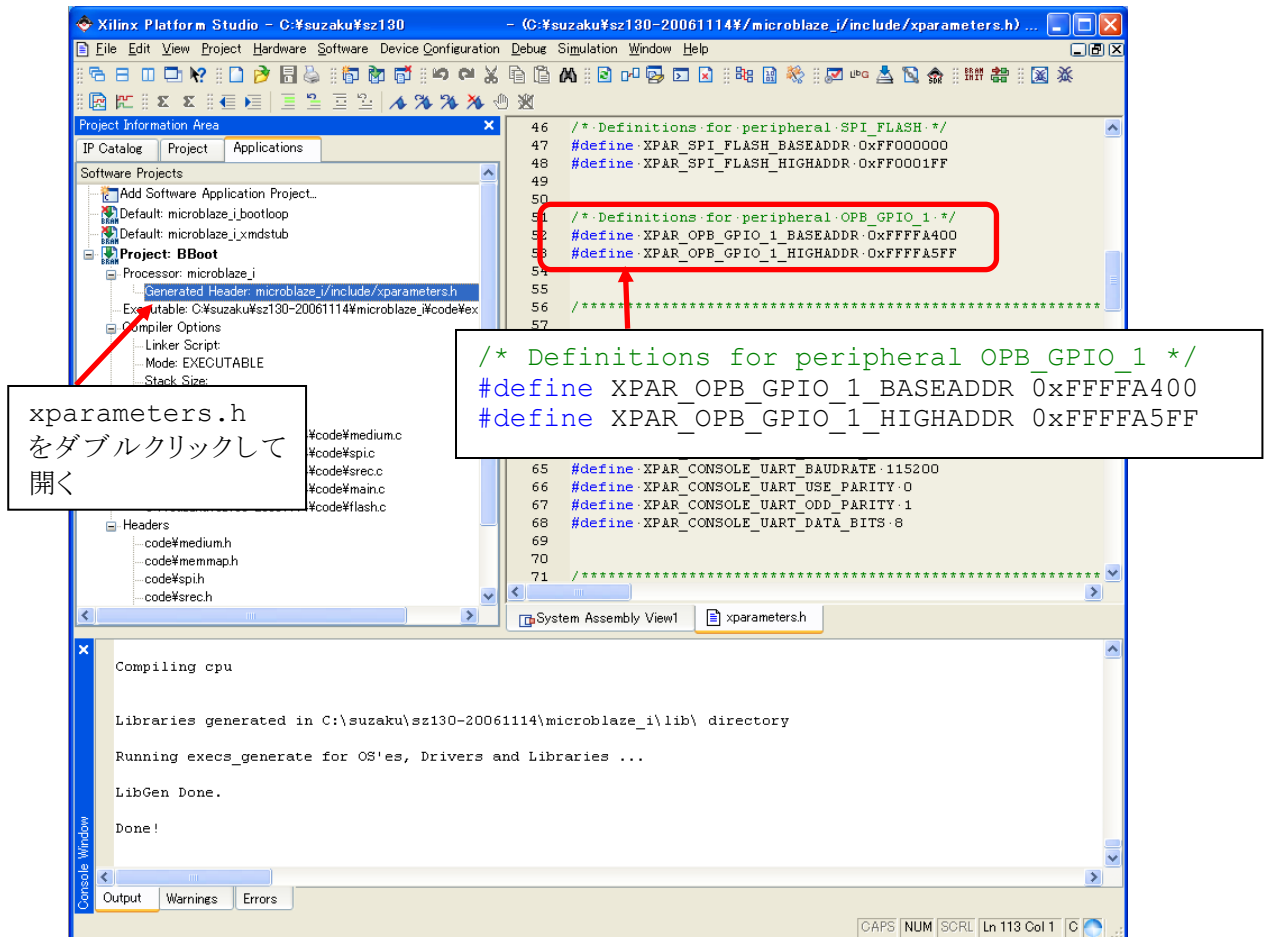 Xilinx Platform Studio - C:¥suzaku¥sz130 - (C:¥suzaku¥sz130-20061114¥/microblaze_i/include/xparameters.h) ...
File Edit View Project Hardware Software Device Configuration Debug Simulation Window Help
Project Information Area
IP Catalog Project Applications
Software Projects
Add Software Application Project...
Default: microblaze_i_bootloop
Default: microblaze_i_xmdstub
Project: BBoot
Processor: microblaze_i
Generated Header: microblaze_i/include/xparameters.h
Executable: C:¥suzaku¥sz130-20061114¥microblaze_i¥code¥ex
Compiler Options
Linker Script:
Mode: EXECUTABLE
Stack Size:
xparameters.h
をダブルクリックして
開く
¥code¥medium.c
¥code¥spi.c
¥code¥srec.c
¥code¥main.c
¥code¥flash.c
Headers
code¥medium.h
code¥memmap.h
code¥spi.h
code¥srec.h
46 /*·Definitions·for·peripheral·SPI_FLASH·*/
47 #define·XPAR_SPI_FLASH_BASEADDR·0xFF000000
48 #define·XPAR_SPI_FLASH_HIGHADDR·0xFF0001FF
49
50
51 /*·Definitions·for·peripheral·OPB_GPIO_1·*/
52 #define·XPAR_OPB_GPIO_1_BASEADDR·0xFFFFA400
53 #define·XPAR_OPB_GPIO_1_HIGHADDR·0xFFFFA5FF
54
55
56 /************************************************************
57
/* Definitions for peripheral OPB_GPIO_1 */
#define XPAR_OPB_GPIO_1_BASEADDR 0xFFFFA400
#define XPAR_OPB_GPIO_1_HIGHADDR 0xFFFFA5FF
65 #define·XPAR_CONSOLE_UART_BAUDRATE·115200
66 #define·XPAR_CONSOLE_UART_USE_PARITY·0
67 #define·XPAR_CONSOLE_UART_ODD_PARITY·1
68 #define·XPAR_CONSOLE_UART_DATA_BITS·8
69
70
71 /************************************************************
System Assembly View1 xparameters.h
Compiling cpu
Libraries generated in C:\suzaku\sz130-20061114\microblaze_i\lib\ directory
Running execs_generate for OS'es, Drivers and Libraries ...
LibGen Done.
Done!
Console Window
Output Warnings Errors
CAPS NUM SCRL Ln 113 Col 1 C